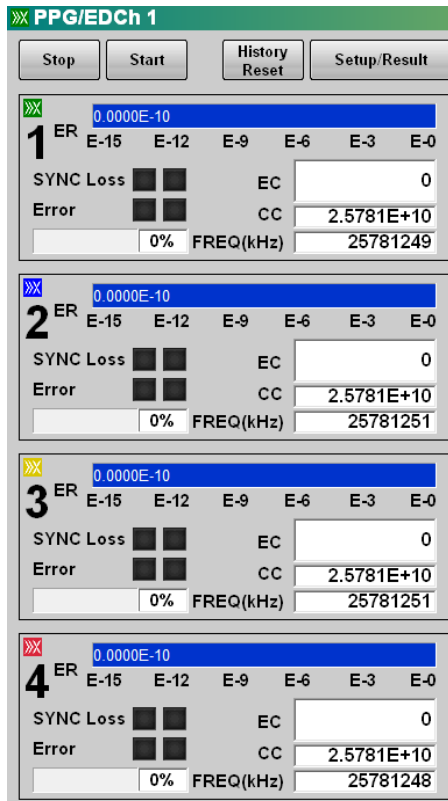 PPG/EDCh 1
Stop Start History Reset Setup/Result
1 ER 0.0000E-10
E-15 E-12 E-9 E-6 E-3 E-0
SYNC Loss EC 0
Error CC 2.5781E+10
0% FREQ(kHz) 25781249
2 ER 0.0000E-10
E-15 E-12 E-9 E-6 E-3 E-0
SYNC Loss EC 0
Error CC 2.5781E+10
0% FREQ(kHz) 25781251
3 ER 0.0000E-10
E-15 E-12 E-9 E-6 E-3 E-0
SYNC Loss EC 0
Error CC 2.5781E+10
0% FREQ(kHz) 25781251
4 ER 0.0000E-10
E-15 E-12 E-9 E-6 E-3 E-0
SYNC Loss EC 0
Error CC 2.5781E+10
0% FREQ(kHz) 25781248